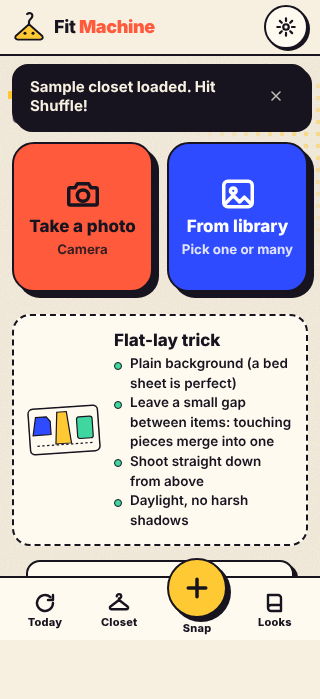 Fit Machine
Sample closet loaded. Hit
Shuffle!
Take a photo
Camera
From library
Pick one or many
Flat-lay trick
Plain background (a bed
sheet is perfect)
Leave a small gap
between items: touching
pieces merge into one
Shoot straight down
from above
Daylight, no harsh
shadows
Today
Closet
Snap
Looks